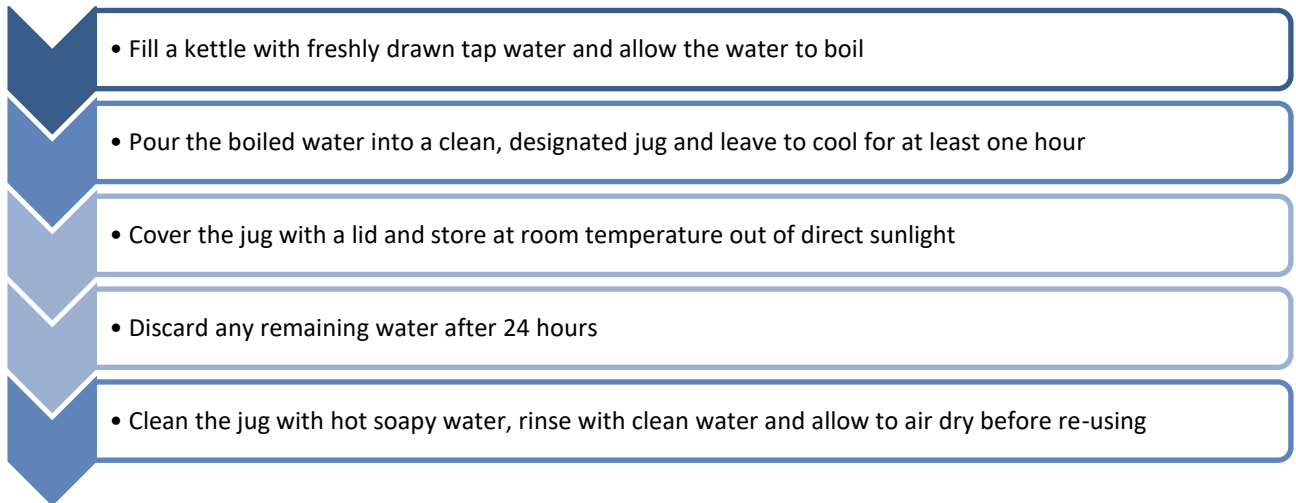 • Fill a kettle with freshly drawn tap water and allow the water to boil
• Pour the boiled water into a clean, designated jug and leave to cool for at least one hour
• Cover the jug with a lid and store at room temperature out of direct sunlight
• Discard any remaining water after 24 hours
• Clean the jug with hot soapy water, rinse with clean water and allow to air dry before re-using